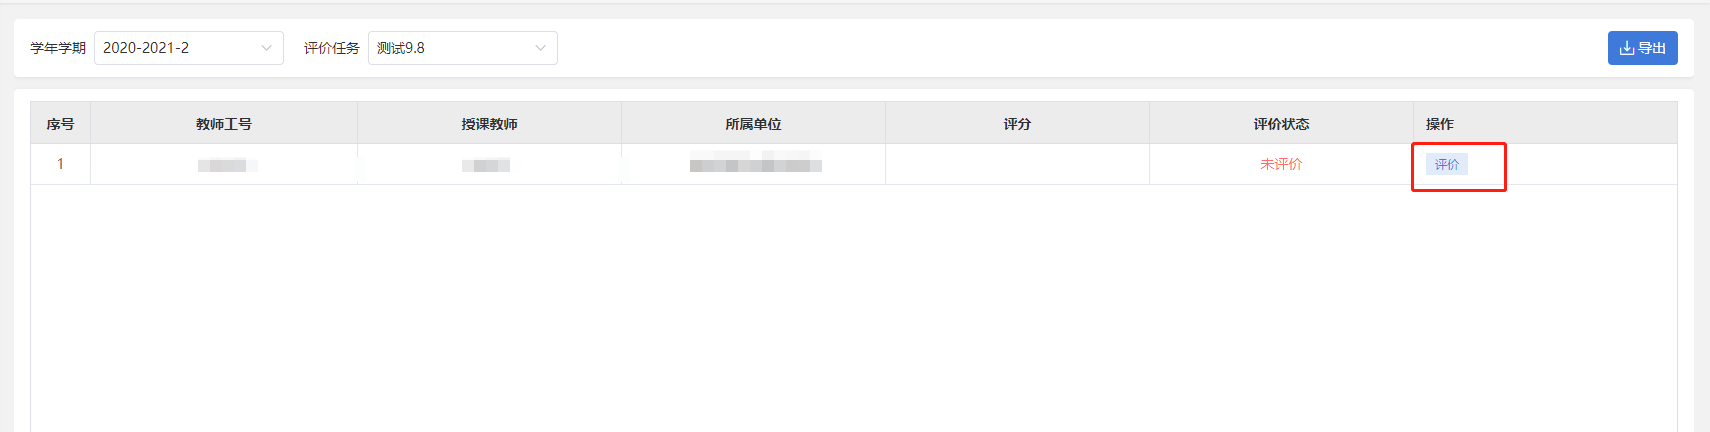 学年学期 2020-2021-2 评价任务 测试9.8 导出
序号 教师工号 授课教师 所属单位 评分 评价状态 操作
1 未评价 评价